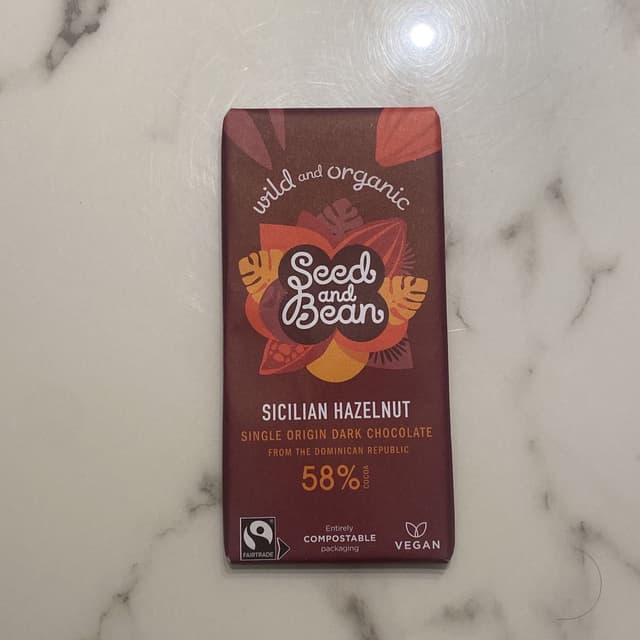 wild and organic
Seed
and
Bean
SICILIAN HAZELNUT
SINGLE ORIGIN DARK CHOCOLATE
FROM THE DOMINICAN REPUBLIC
58% COCOA
Entirely
COMPOSTABLE
packaging
FAIRTRADE
VEGAN